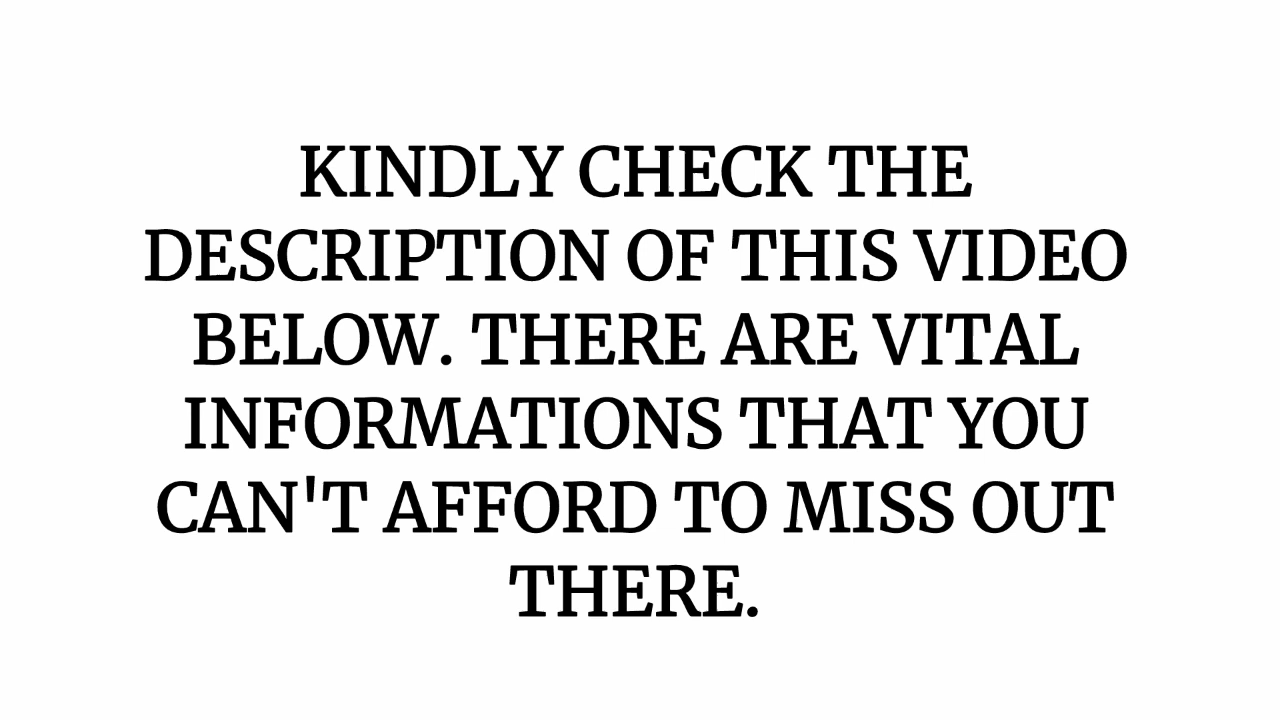 KINDLY CHECK THE
DESCRIPTION OF THIS VIDEO
BELOW. THERE ARE VITAL
INFORMATIONS THAT YOU
CAN'T AFFORD TO MISS OUT
THERE.